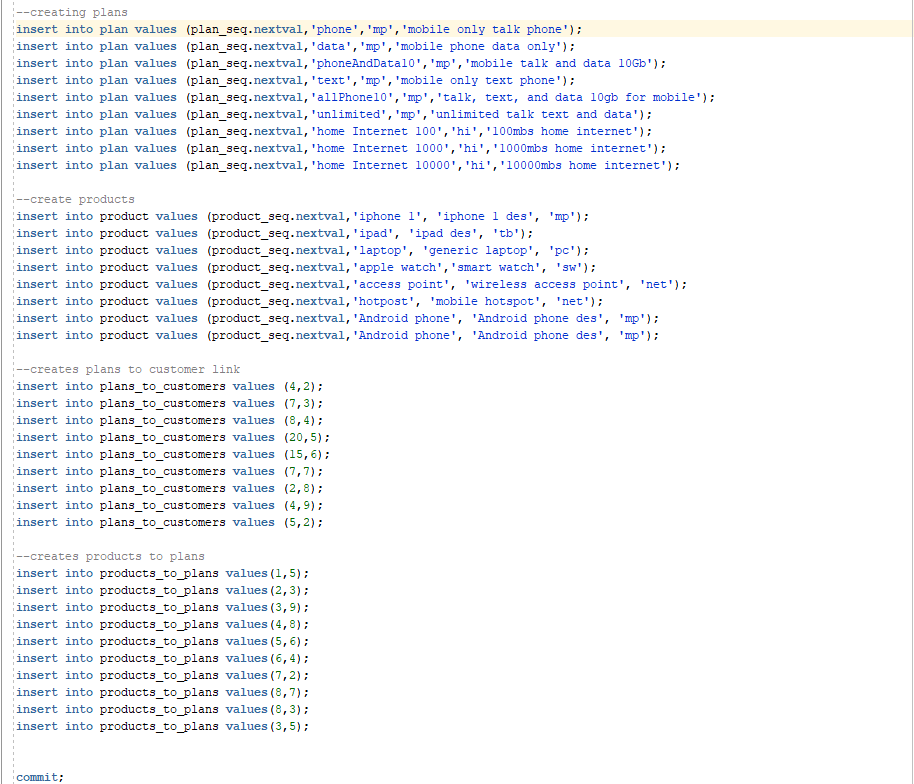 --creating plans
insert into plan values (plan_seq.nextval,'phone','mp','mobile only talk phone');
insert into plan values (plan_seq.nextval,'data','mp','mobile phone data only');
insert into plan values (plan_seq.nextval,'phoneAndData10','mp','mobile talk and data 10Gb');
insert into plan values (plan_seq.nextval,'text','mp','mobile only text phone');
insert into plan values (plan_seq.nextval,'allPhone10','mp','talk, text, and data 10gb for mobile');
insert into plan values (plan_seq.nextval,'unlimited','mp','unlimited talk text and data');
insert into plan values (plan_seq.nextval,'home Internet 100','hi','100mbs home internet');
insert into plan values (plan_seq.nextval,'home Internet 1000','hi','1000mbs home internet');
insert into plan values (plan_seq.nextval,'home Internet 10000','hi','10000mbs home internet');
--create products
insert into product values (product_seq.nextval,'iphone 1', 'iphone 1 des', 'mp');
insert into product values (product_seq.nextval,'ipad', 'ipad des', 'tb');
insert into product values (product_seq.nextval,'laptop', 'generic laptop', 'pc');
insert into product values (product_seq.nextval,'apple watch','smart watch', 'sw');
insert into product values (product_seq.nextval,'access point', 'wireless access point', 'net');
insert into product values (product_seq.nextval,'hotpost', 'mobile hotspot', 'net');
insert into product values (product_seq.nextval,'Android phone', 'Android phone des', 'mp');
insert into product values (product_seq.nextval,'Android phone', 'Android phone des', 'mp');
--creates plans to customer link
insert into plans_to_customers values (4,2);
insert into plans_to_customers values (7,3);
insert into plans_to_customers values (8,4);
insert into plans_to_customers values (20,5);
insert into plans_to_customers values (15,6);
insert into plans_to_customers values (7,7);
insert into plans_to_customers values (2,8);
insert into plans_to_customers values (4,9);
insert into plans_to_customers values (5,2);
--creates products to plans
insert into products_to_plans values(1,5);
insert into products_to_plans values(2,3);
insert into products_to_plans values(3,9);
insert into products_to_plans values(4,8);
insert into products_to_plans values(5,6);
insert into products_to_plans values(6,4);
insert into products_to_plans values(7,2);
insert into products_to_plans values(8,7);
insert into products_to_plans values(8,3);
insert into products_to_plans values(3,5);
commit;